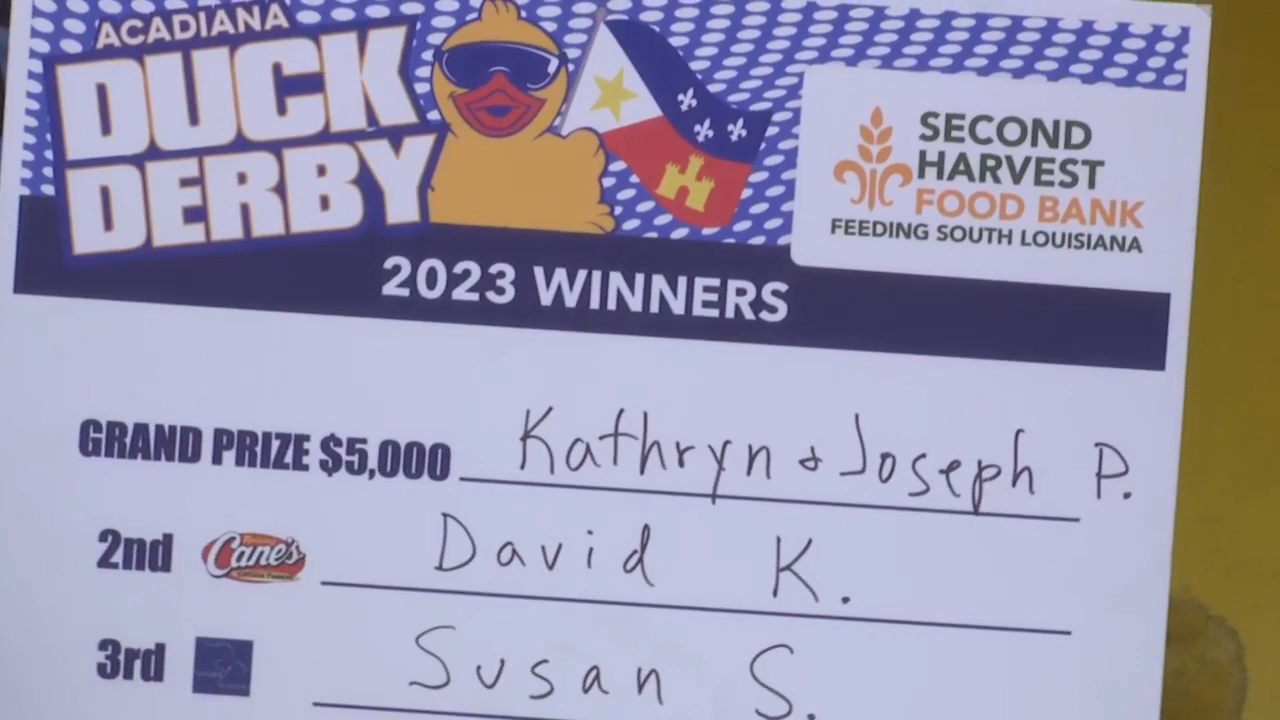 ACADIANA
DUCK
DERBY
SECOND
HARVEST
FOOD BANK
FEEDING SOUTH LOUISIANA
2023 WINNERS
GRAND PRIZE $5,000 Kathryn & Joseph P.
2nd Raising Cane's David K.
3rd Susan S.